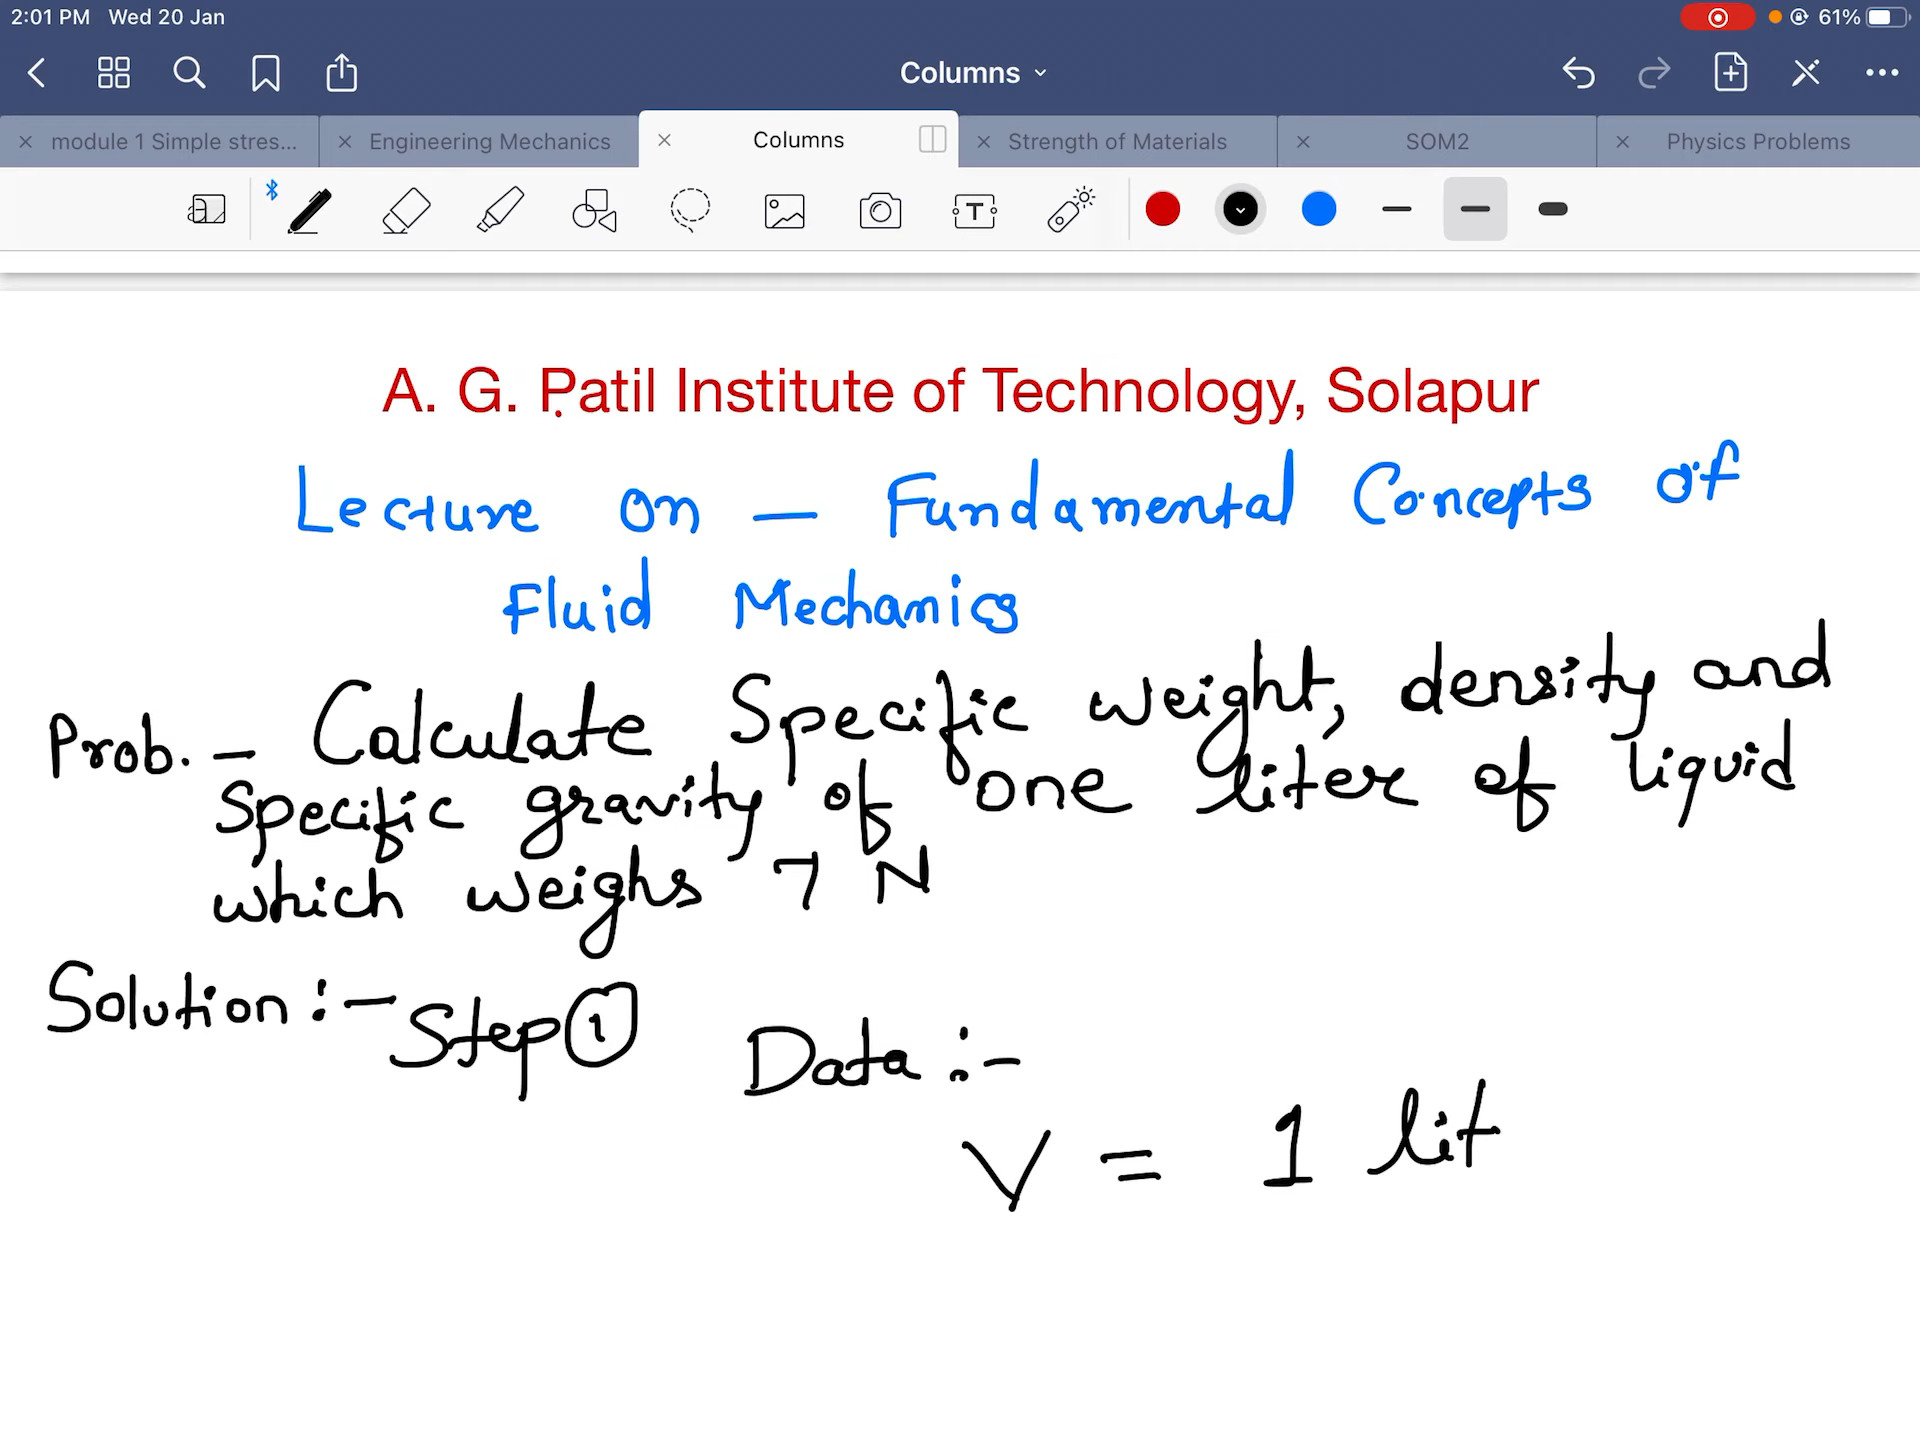 2:01 PM Wed 20 Jan 61%
Columns
module 1 Simple stres... Engineering Mechanics Columns Strength of Materials SOM2 Physics Problems
A. G. Patil Institute of Technology, Solapur
Lecture on – Fundamental Concepts of
Fluid Mechanics
Prob. – Calculate Specific weight, density and
specific gravity of one liter of liquid
which weighs 7 N
Solution :- Step ① Data :-
V = 1 lit